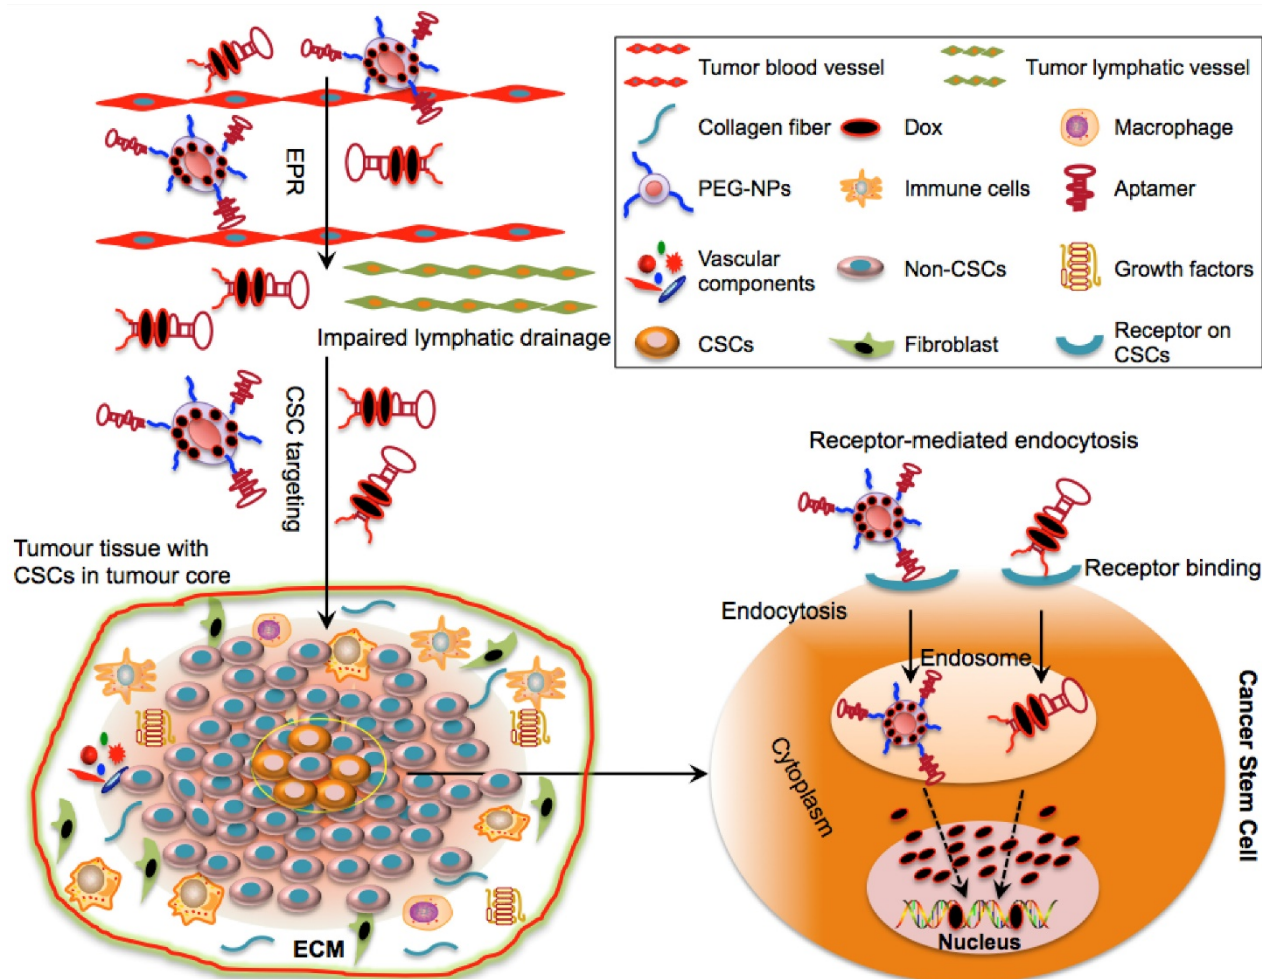 EPR
Impaired lymphatic drainage
CSC targeting
Tumor blood vessel
Tumor lymphatic vessel
Collagen fiber
Dox
Macrophage
PEG-NPs
Immune cells
Aptamer
Vascular
components
Non-CSCs
Growth factors
CSCs
Fibroblast
Receptor on
CSCs
Tumour tissue with
CSCs in tumour core
ECM
Receptor-mediated endocytosis
Receptor binding
Endocytosis
Endosome
Cytoplasm
Nucleus
Cancer Stem Cell